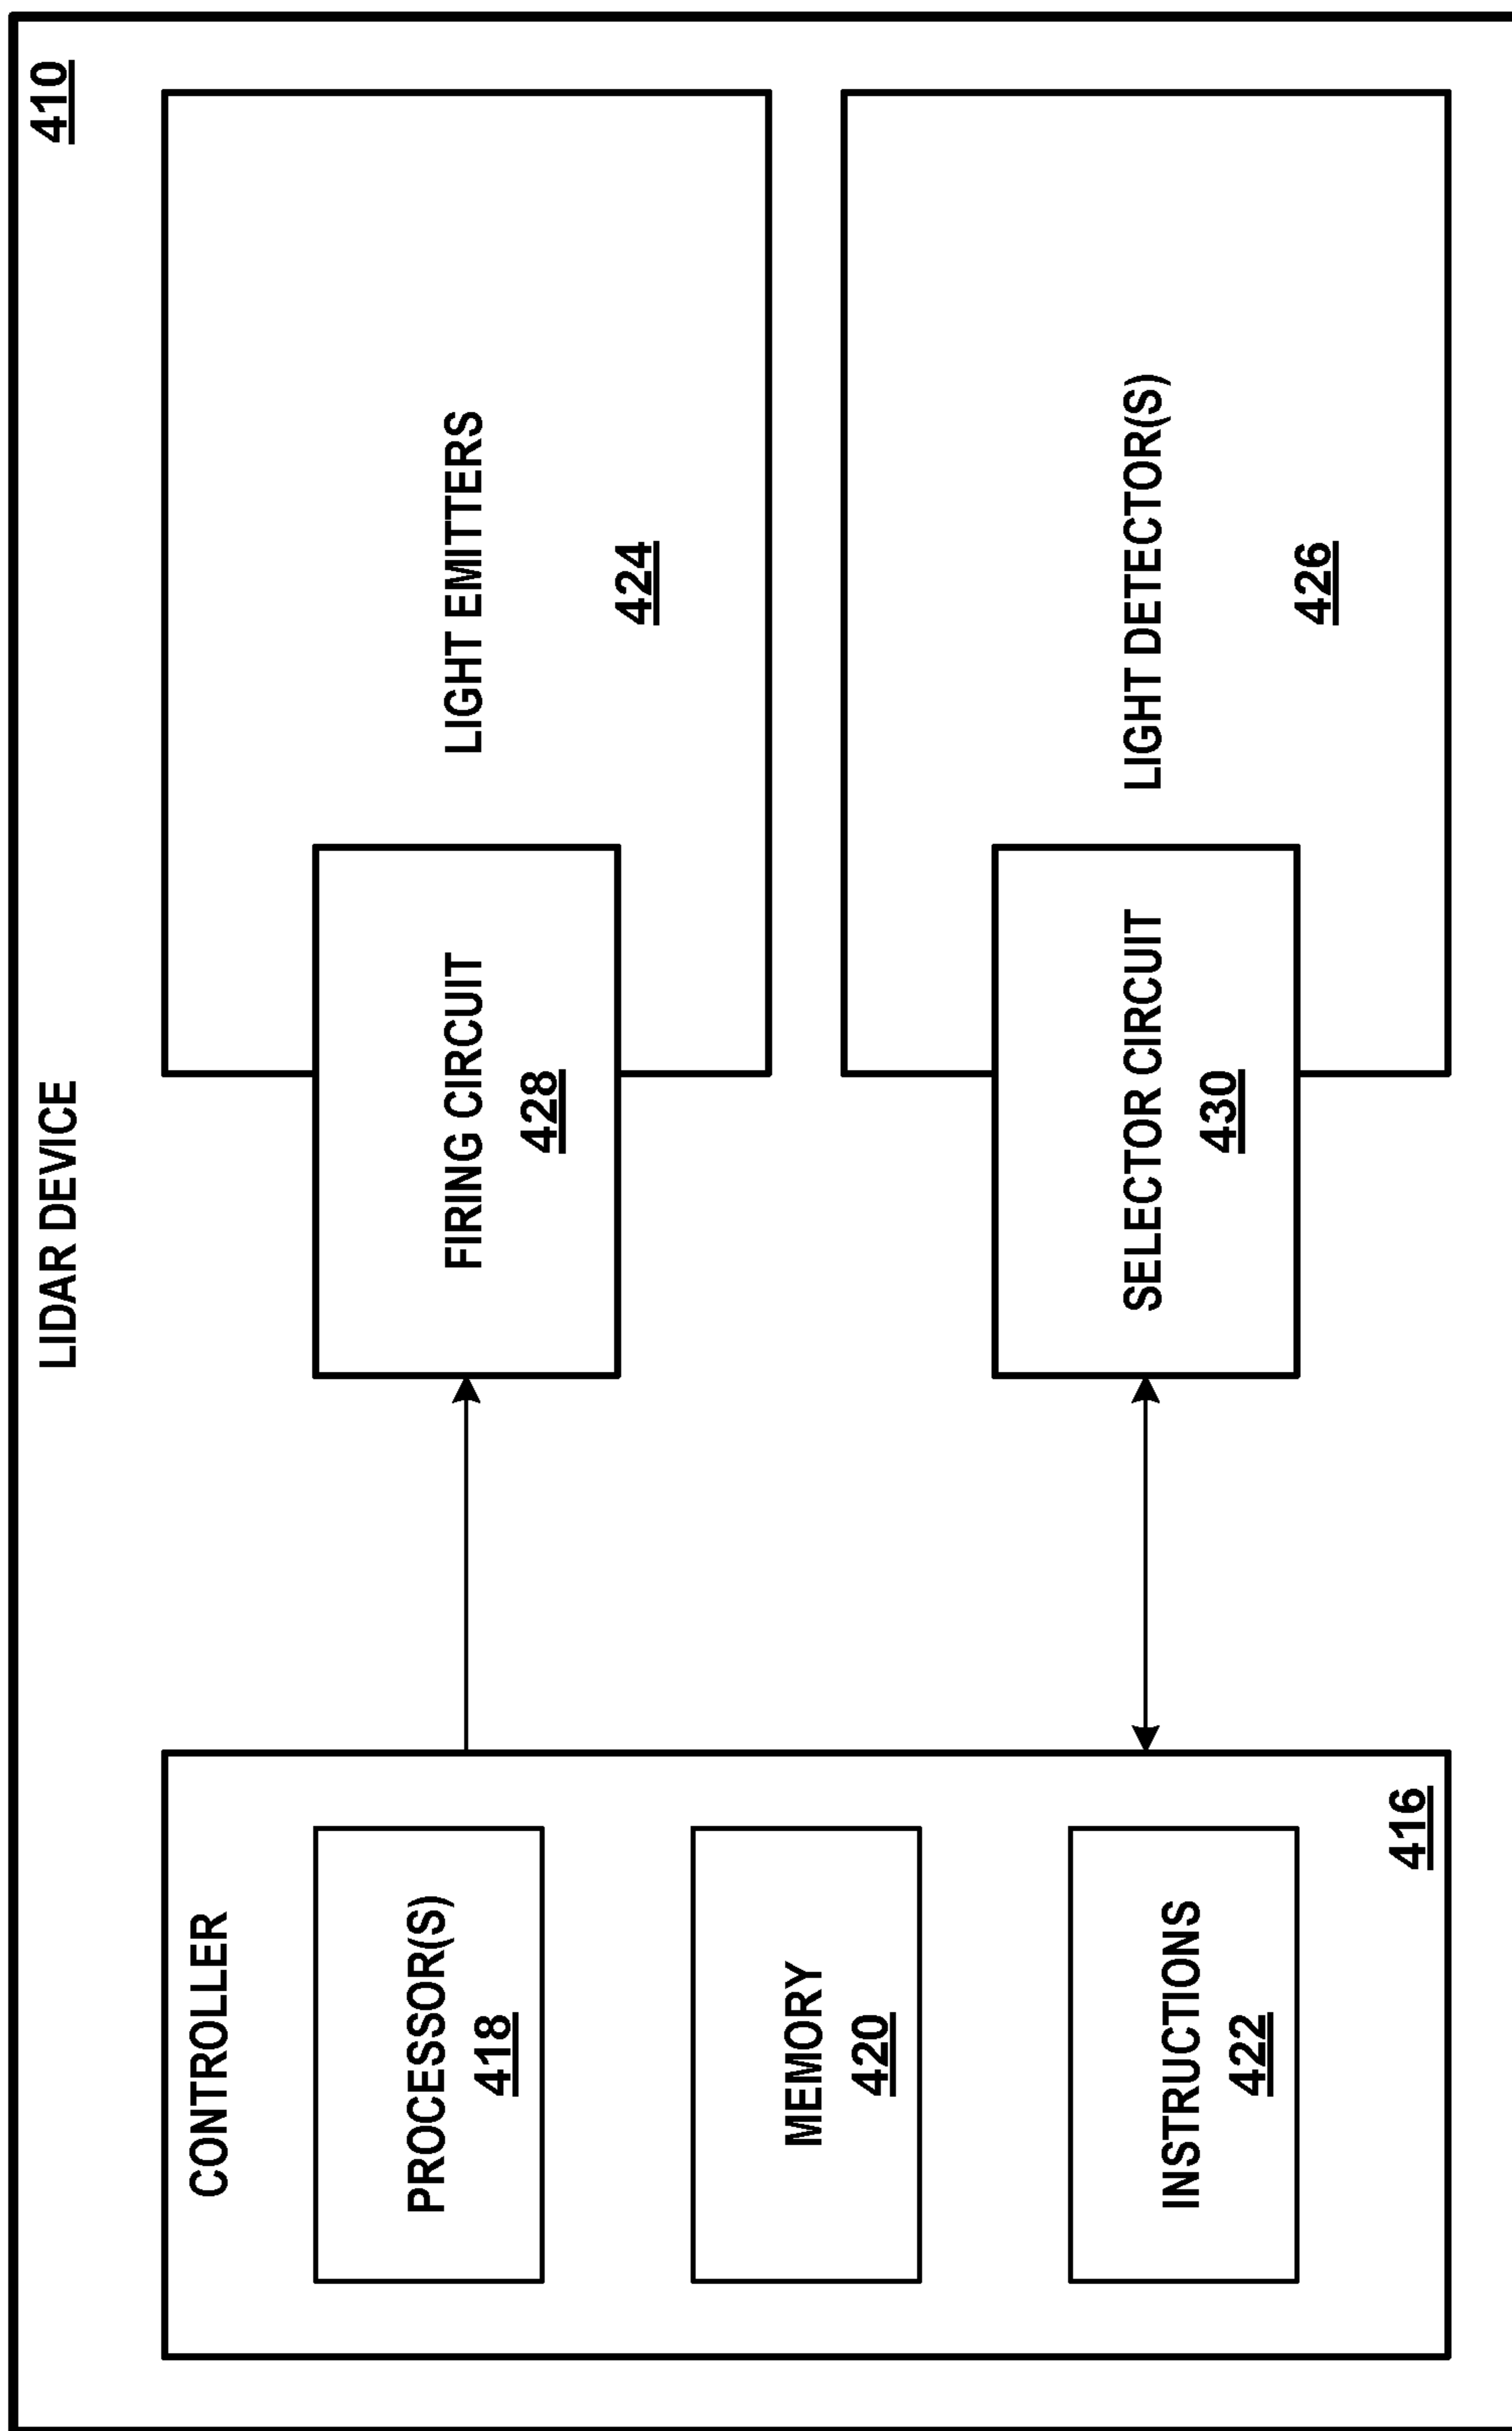 LIDAR DEVICE
410
CONTROLLER
PROCESSOR(S)
418
MEMORY
420
INSTRUCTIONS
422
416
FIRING CIRCUIT
428
LIGHT EMITTERS
424
SELECTOR CIRCUIT
430
LIGHT DETECTOR(S)
426